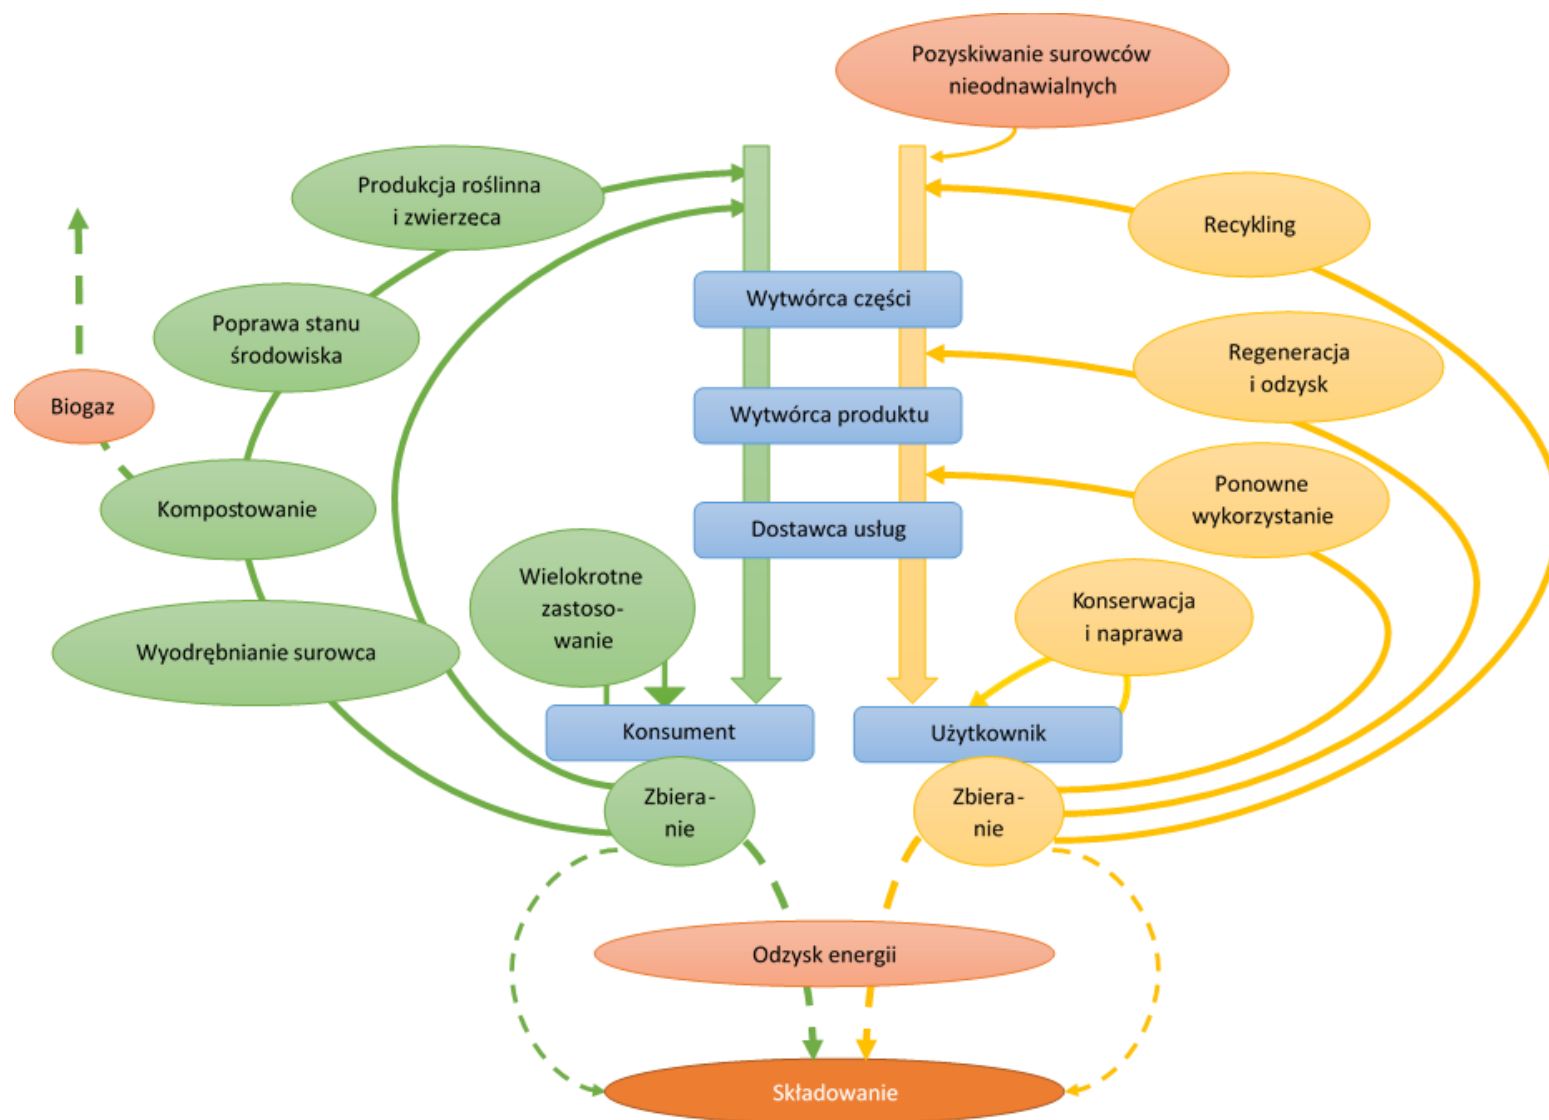 Pozyskiwanie surowców
nieodnawialnych
Produkcja roślinna
i zwierzęca
Recykling
Wytwórca części
Poprawa stanu
środowiska
Regeneracja
i odzysk
Biogaz
Wytwórca produktu
Kompostowanie
Ponowne
wykorzystanie
Dostawca usług
Wielokrotne
zastoso-
wanie
Konserwacja
i naprawa
Wyodrębnianie surowca
Konsument
Użytkownik
Zbiera-
nie
Zbiera-
nie
Odzysk energii
Składowanie